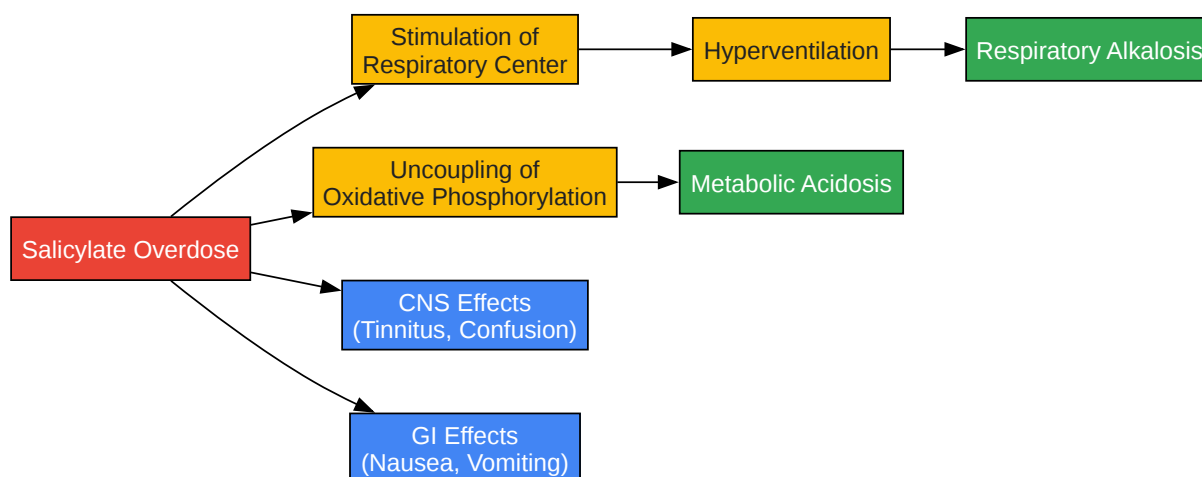 Stimulation of
Respiratory Center
Hyperventilation
Respiratory Alkalosis
Uncoupling of
Oxidative Phosphorylation
Metabolic Acidosis
Salicylate Overdose
CNS Effects
(Tinnitus, Confusion)
GI Effects
(Nausea, Vomiting)